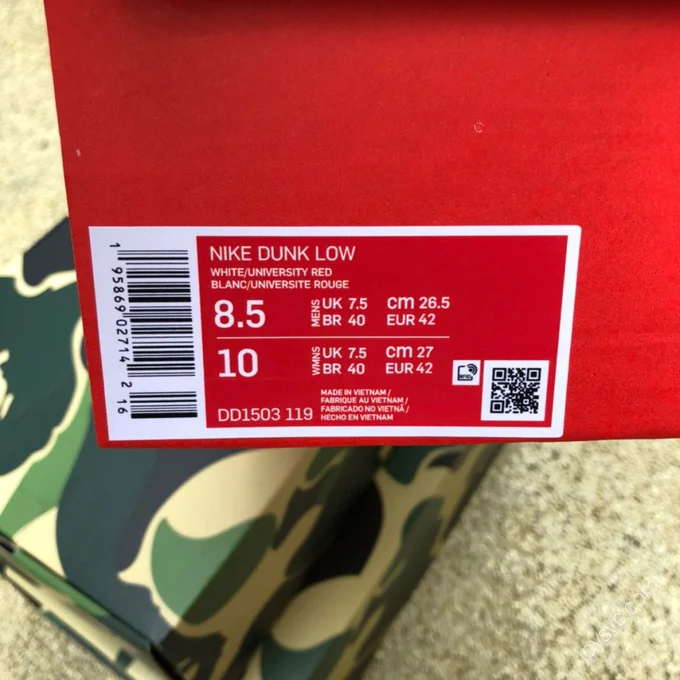 NIKE DUNK LOW
WHITE/UNIVERSITY RED
BLANC/UNIVERSITE ROUGE
8.5 MENS UK 7.5 cm 26.5
BR 40 EUR 42
10 WMNS UK 7.5 cm 27
BR 40 EUR 42
DD1503 119
MADE IN VIETNAM /
FABRIQUE AU VIETNAM /
FABRICADO NO VIETNÃ /
HECHO EN VIETNAM
1 95869 02714 2 16